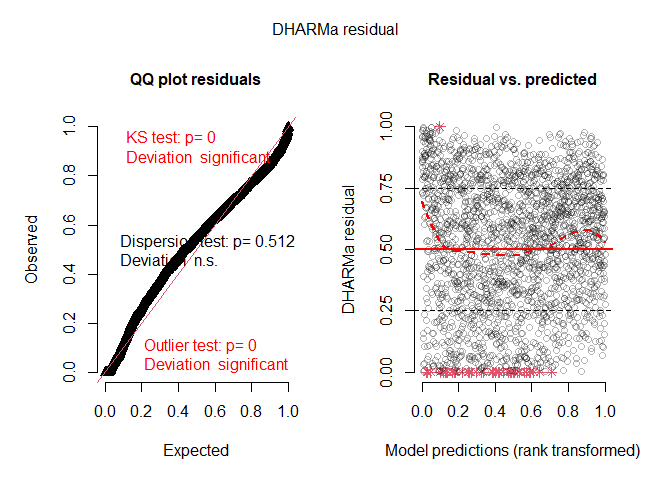 DHARMa residual
QQ plot residuals
KS test: p= 0
Deviation significant
Dispersion test: p= 0.512
Deviation n.s.
Outlier test: p= 0
Deviation significant
Observed
0.0 0.2 0.4 0.6 0.8 1.0
0.0 0.2 0.4 0.6 0.8 1.0
Expected
Residual vs. predicted
DHARMa residual
0.00 0.25 0.50 0.75 1.00
0.0 0.2 0.4 0.6 0.8 1.0
Model predictions (rank transformed)